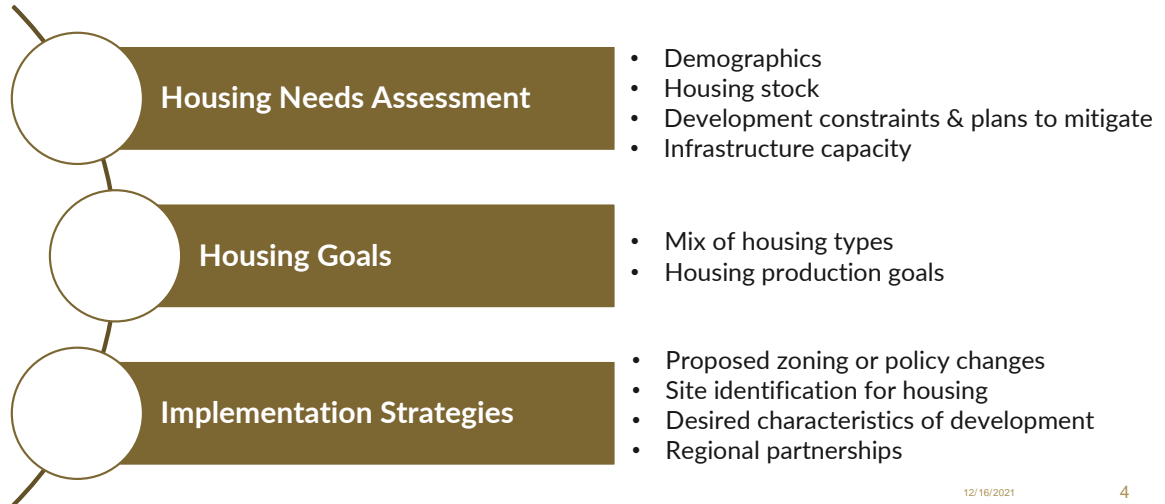 Housing Needs Assessment
• Demographics
• Housing stock
• Development constraints & plans to mitigate
• Infrastructure capacity
Housing Goals
• Mix of housing types
• Housing production goals
Implementation Strategies
• Proposed zoning or policy changes
• Site identification for housing
• Desired characteristics of development
• Regional partnerships
12/16/2021
4